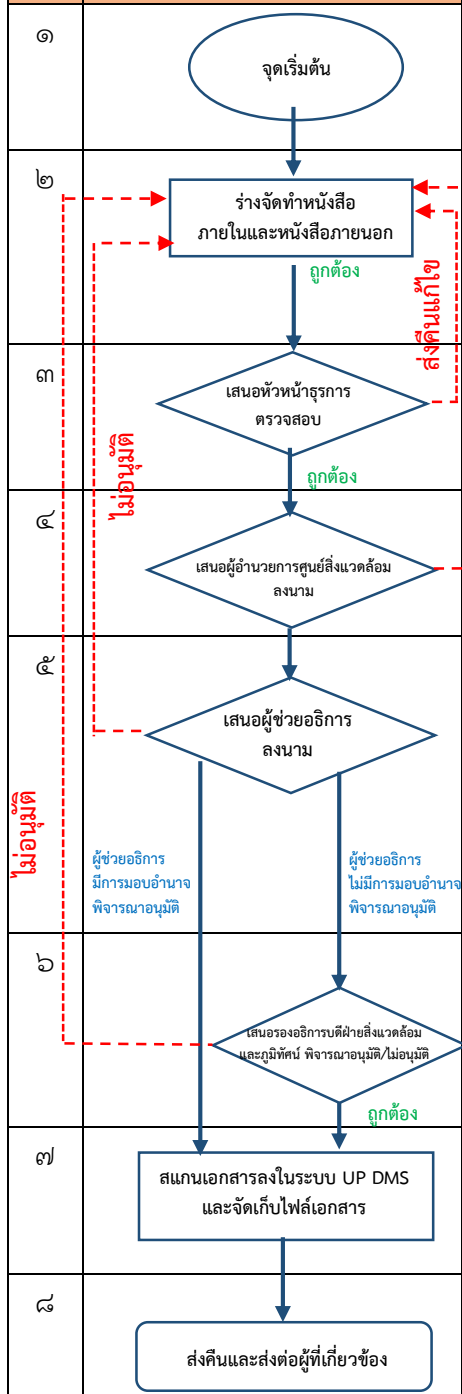 ๑
จุดเริ่มต้น
๒
ร่างจัดทำหนังสือ
ภายในและหนังสือภายนอก
ถูกต้อง
ส่งคืนแก้ไข
๓
เสนอหัวหน้าธุรการ
ตรวจสอบ
ไม่อนุมัติ
ถูกต้อง
๔
เสนอผู้อำนวยการศูนย์สิ่งแวดล้อม
ลงนาม
๕
เสนอผู้ช่วยอธิการ
ลงนาม
ไม่อนุมัติ
ผู้ช่วยอธิการ
มีการมอบอำนาจ
พิจารณาอนุมัติ
ผู้ช่วยอธิการ
ไม่มีการมอบอำนาจ
พิจารณาอนุมัติ
๖
เสนอรองอธิการบดีฝ่ายสิ่งแวดล้อม
และภูมิทัศน์ พิจารณาอนุมัติ/ไม่อนุมัติ
ถูกต้อง
๗
สแกนเอกสารลงในระบบ UP DMS
และจัดเก็บไฟล์เอกสาร
๘
ส่งคืนและส่งต่อผู้ที่เกี่ยวข้อง